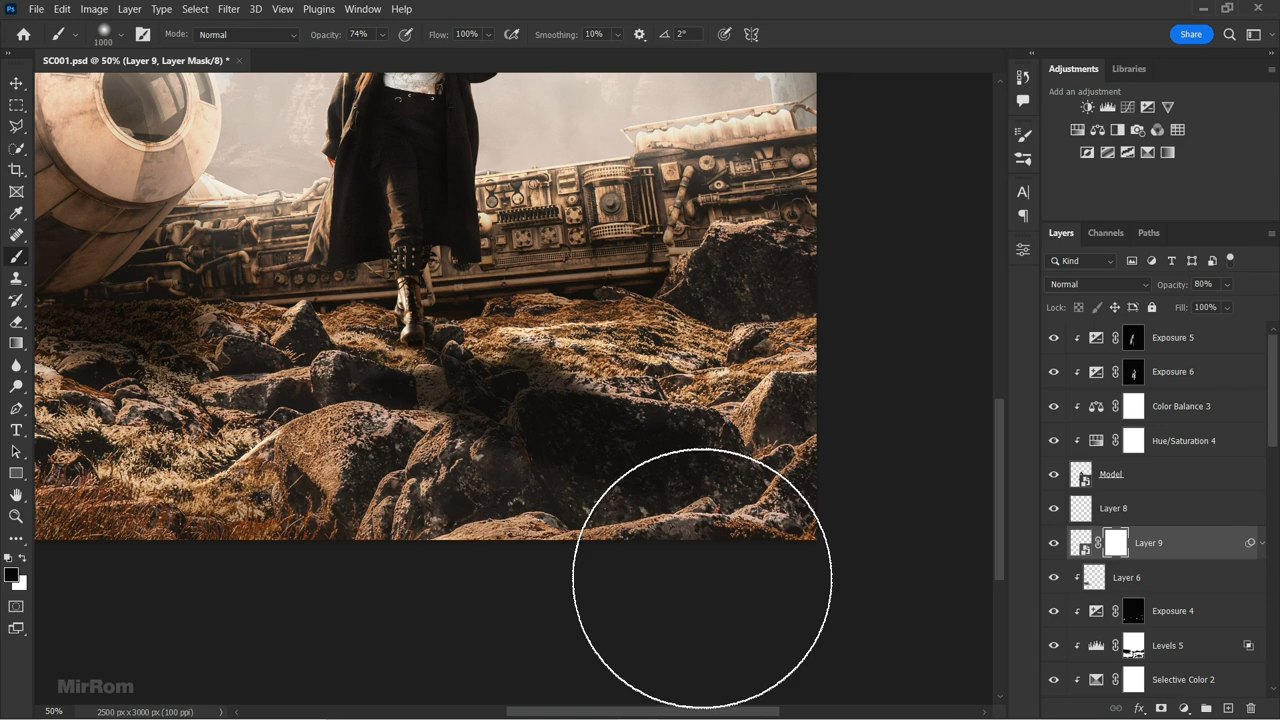 Ps File Edit Image Layer Type Select Filter 3D View Plugins Window Help
1000 Mode: Normal Opacity: 74% Flow: 100% Smoothing: 10% 2° Share
SC001.psd @ 50% (Layer 9, Layer Mask/8) * ×
Adjustments Libraries
Add an adjustment
Layers Channels Paths
Kind
Normal Opacity: 80%
Lock: Fill: 100%
Exposure 5
Exposure 6
Color Balance 3
Hue/Saturation 4
Model
Layer 8
Layer 9
Layer 6
Exposure 4
Levels 5
Selective Color 2
MirRom
50% 2500 px x 3000 px (100 ppi)
fx